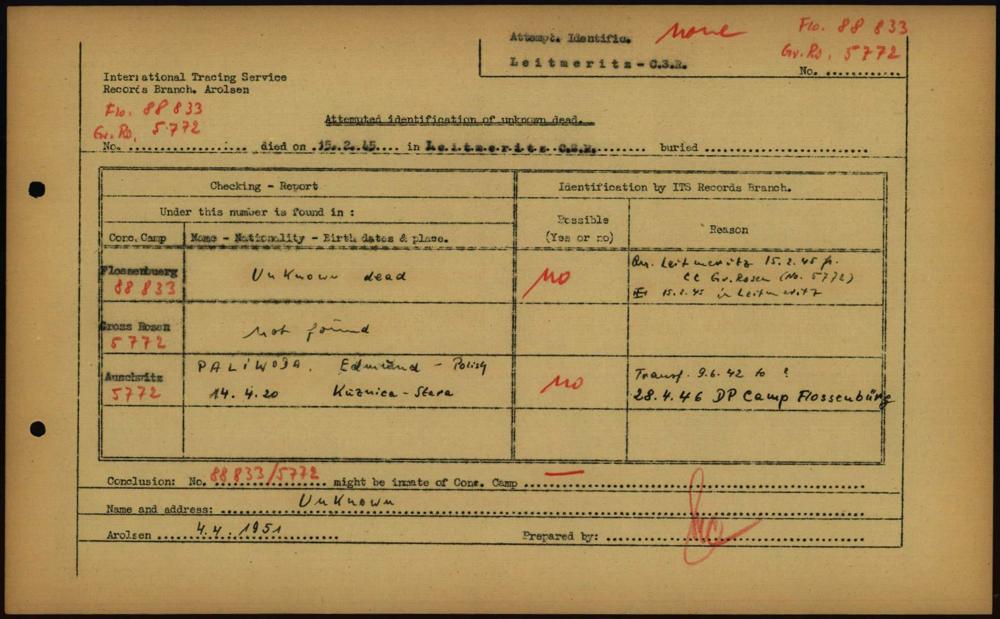 Attempt. Identific. none
Flo. 88 833
Gr. Ro. 5772
Leitmeritz - C.S.R.
No. ............
International Tracing Service
Records Branch, Arolsen
Flo. 88 833
Gr. Ro. 5772
Attempted identification of unknown dead.
No. .................. died on .15.2.45.... in Leitmeritz C.S.R. ........ buried ........................
Checking - Report
Identification by ITS Records Branch.
Under this number is found in :
Possible
(Yes or no)
Reason
Conc. Camp
Name - Nationality - Birth dates & place.
Flossenbuerg
88 833
Unknown dead
no
Leitmeritz 15.2.45 fr.
CC Gr. Rosen (No. 5772)
15.2.45 in Leitmeritz
Gross Rosen
5772
not found
Auschwitz
5772
PALIWODA, Edmund - Polish
14.4.20 Kuznica-Stara
no
Transf. 9.6.42 to ?
28.4.46 DP Camp Flossenbürg
Conclusion: No. 88833/5772 might be inmate of Conc. Camp — ........................
Name and address: Unknown
Arolsen 4.4.1951
Prepared by: ........................